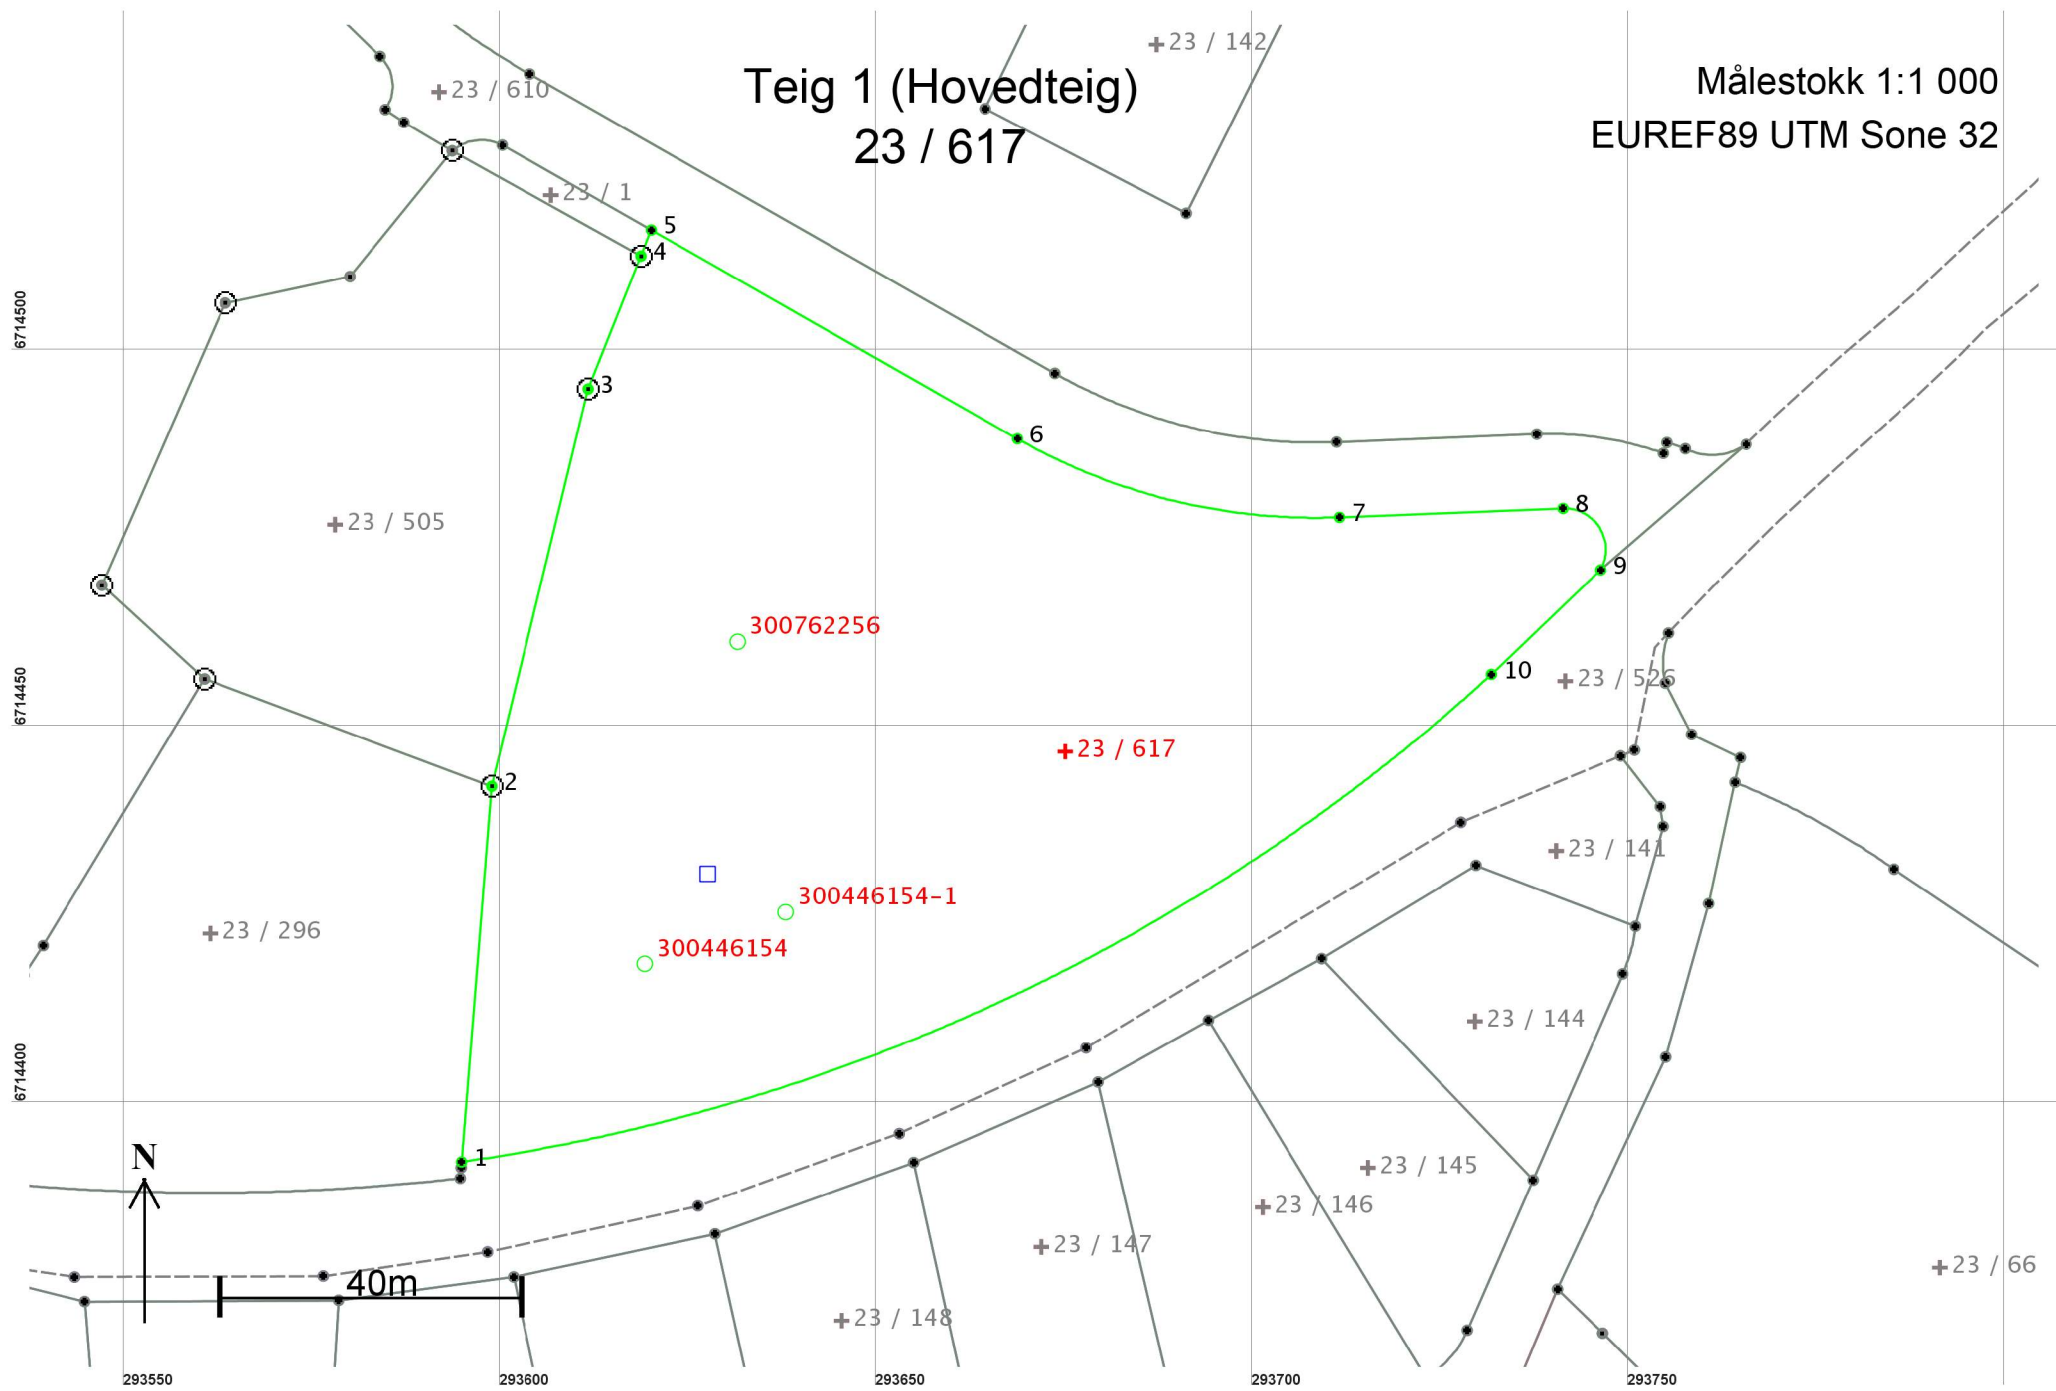 23 / 142
Teig 1 (Hovedteig)
23 / 617
Målestokk 1:1 000
EUREF89 UTM Sone 32
23 / 610
23 / 1
5
4
6714500
3
6
8
7
23 / 505
9
300762256
10
23 / 526
6714450
23 / 617
2
23 / 141
300446154-1
23 / 296
300446154
23 / 144
6714400
N
1
23 / 145
23 / 146
23 / 147
23 / 66
40m
23 / 148
293550
293600
293650
293700
293750